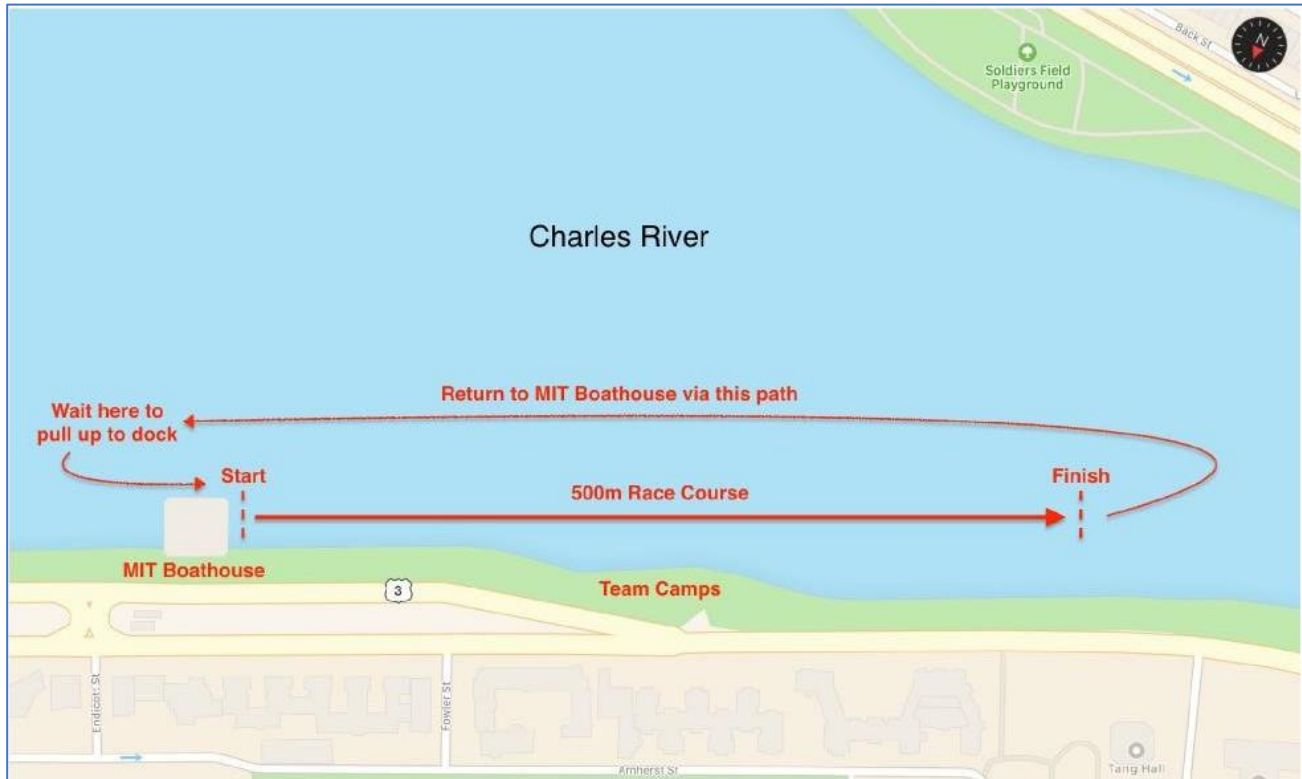 Back St
N
Soldiers Field
Playground
Charles River
Return to MIT Boathouse via this path
Wait here to
pull up to dock
Start
Finish
500m Race Course
MIT Boathouse
3
Team Camps
Endicott St
Fowler St
Amherst St
Tang Hall